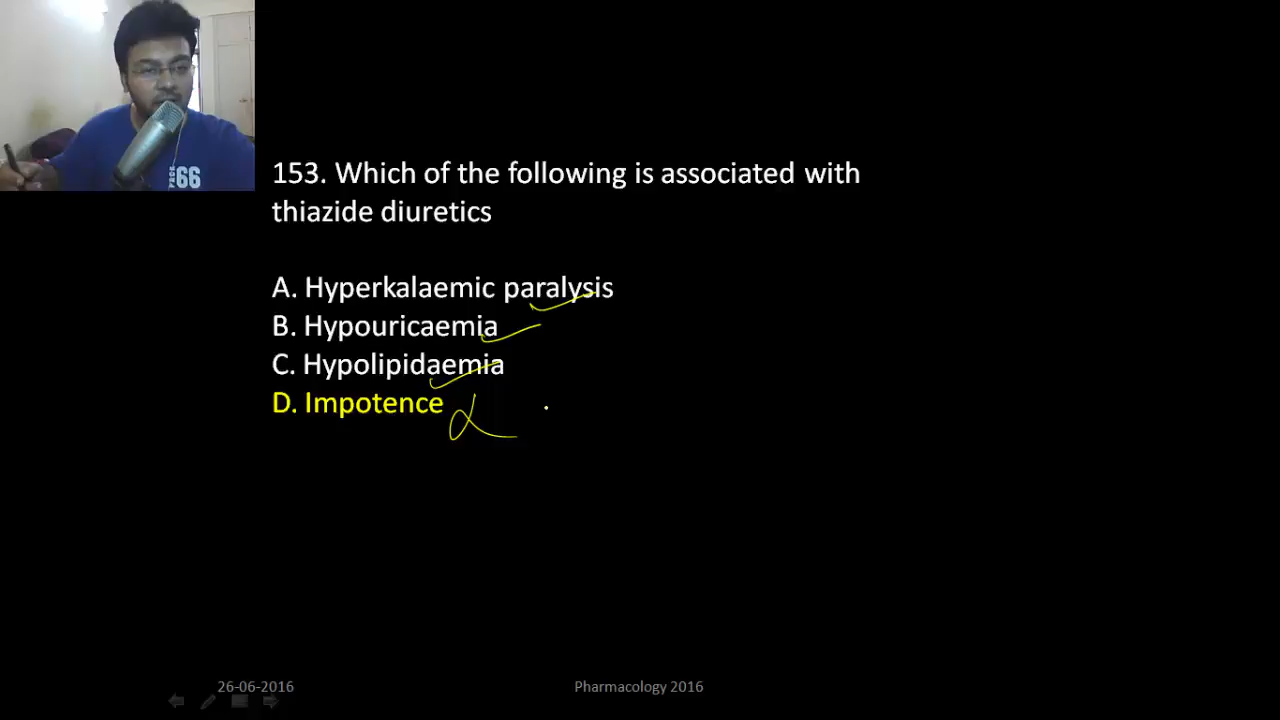 66
153. Which of the following is associated with
thiazide diuretics
A. Hyperkalaemic paralysis
B. Hypouricaemia
C. Hypolipidaemia
D. Impotence
26-06-2016
Pharmacology 2016